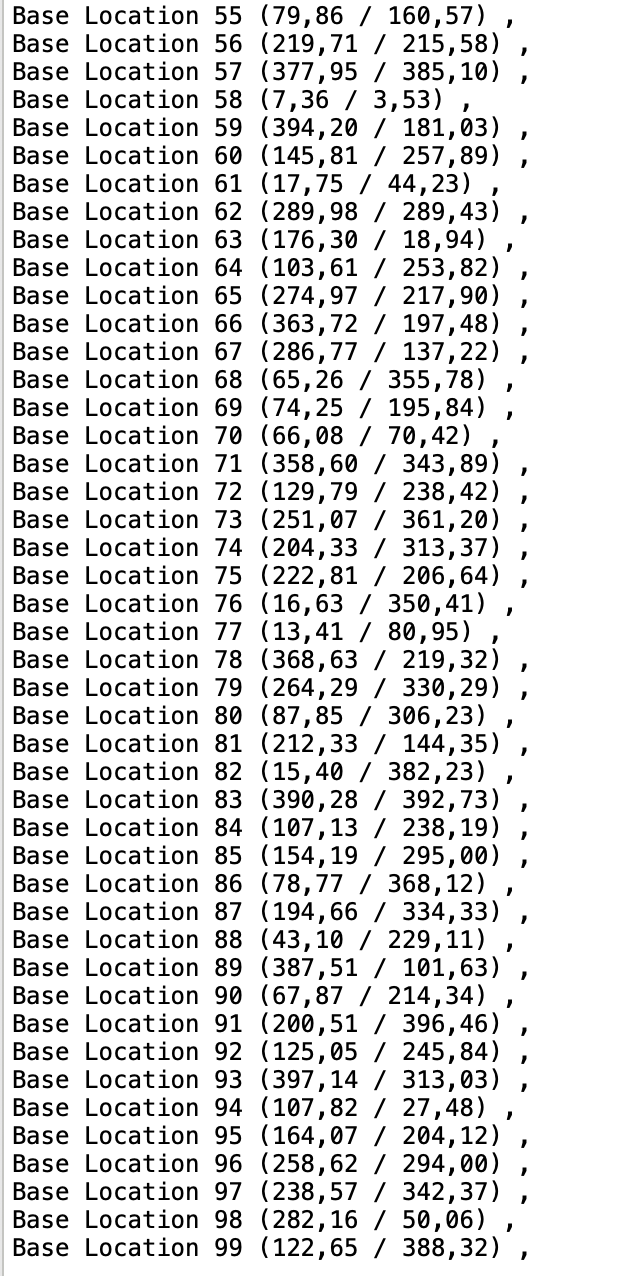 Base Location 55 (79,86 / 160,57) ,
Base Location 56 (219,71 / 215,58) ,
Base Location 57 (377,95 / 385,10) ,
Base Location 58 (7,36 / 3,53) ,
Base Location 59 (394,20 / 181,03) ,
Base Location 60 (145,81 / 257,89) ,
Base Location 61 (17,75 / 44,23) ,
Base Location 62 (289,98 / 289,43) ,
Base Location 63 (176,30 / 18,94) ,
Base Location 64 (103,61 / 253,82) ,
Base Location 65 (274,97 / 217,90) ,
Base Location 66 (363,72 / 197,48) ,
Base Location 67 (286,77 / 137,22) ,
Base Location 68 (65,26 / 355,78) ,
Base Location 69 (74,25 / 195,84) ,
Base Location 70 (66,08 / 70,42) ,
Base Location 71 (358,60 / 343,89) ,
Base Location 72 (129,79 / 238,42) ,
Base Location 73 (251,07 / 361,20) ,
Base Location 74 (204,33 / 313,37) ,
Base Location 75 (222,81 / 206,64) ,
Base Location 76 (16,63 / 350,41) ,
Base Location 77 (13,41 / 80,95) ,
Base Location 78 (368,63 / 219,32) ,
Base Location 79 (264,29 / 330,29) ,
Base Location 80 (87,85 / 306,23) ,
Base Location 81 (212,33 / 144,35) ,
Base Location 82 (15,40 / 382,23) ,
Base Location 83 (390,28 / 392,73) ,
Base Location 84 (107,13 / 238,19) ,
Base Location 85 (154,19 / 295,00) ,
Base Location 86 (78,77 / 368,12) ,
Base Location 87 (194,66 / 334,33) ,
Base Location 88 (43,10 / 229,11) ,
Base Location 89 (387,51 / 101,63) ,
Base Location 90 (67,87 / 214,34) ,
Base Location 91 (200,51 / 396,46) ,
Base Location 92 (125,05 / 245,84) ,
Base Location 93 (397,14 / 313,03) ,
Base Location 94 (107,82 / 27,48) ,
Base Location 95 (164,07 / 204,12) ,
Base Location 96 (258,62 / 294,00) ,
Base Location 97 (238,57 / 342,37) ,
Base Location 98 (282,16 / 50,06) ,
Base Location 99 (122,65 / 388,32) ,